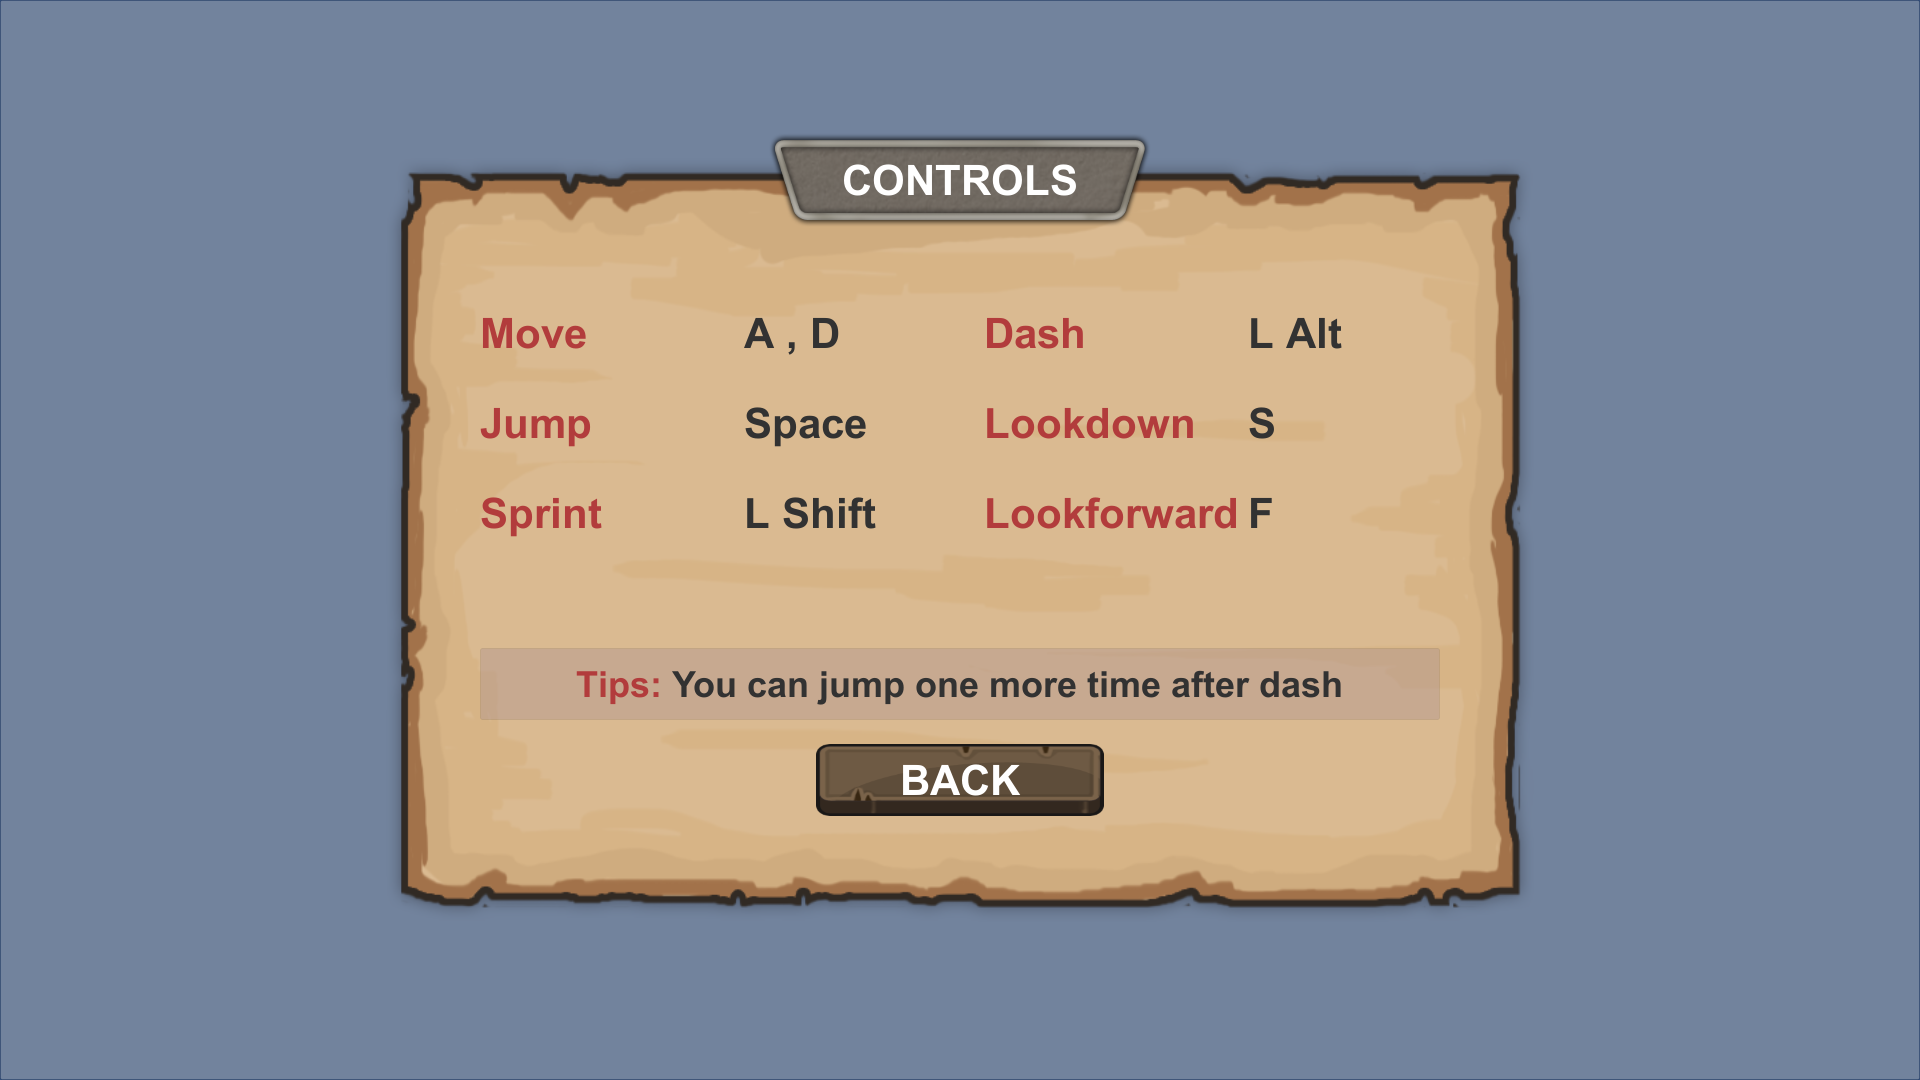 CONTROLS
Move A , D Dash L Alt
Jump Space Lookdown S
Sprint L Shift Lookforward F
Tips: You can jump one more time after dash
BACK